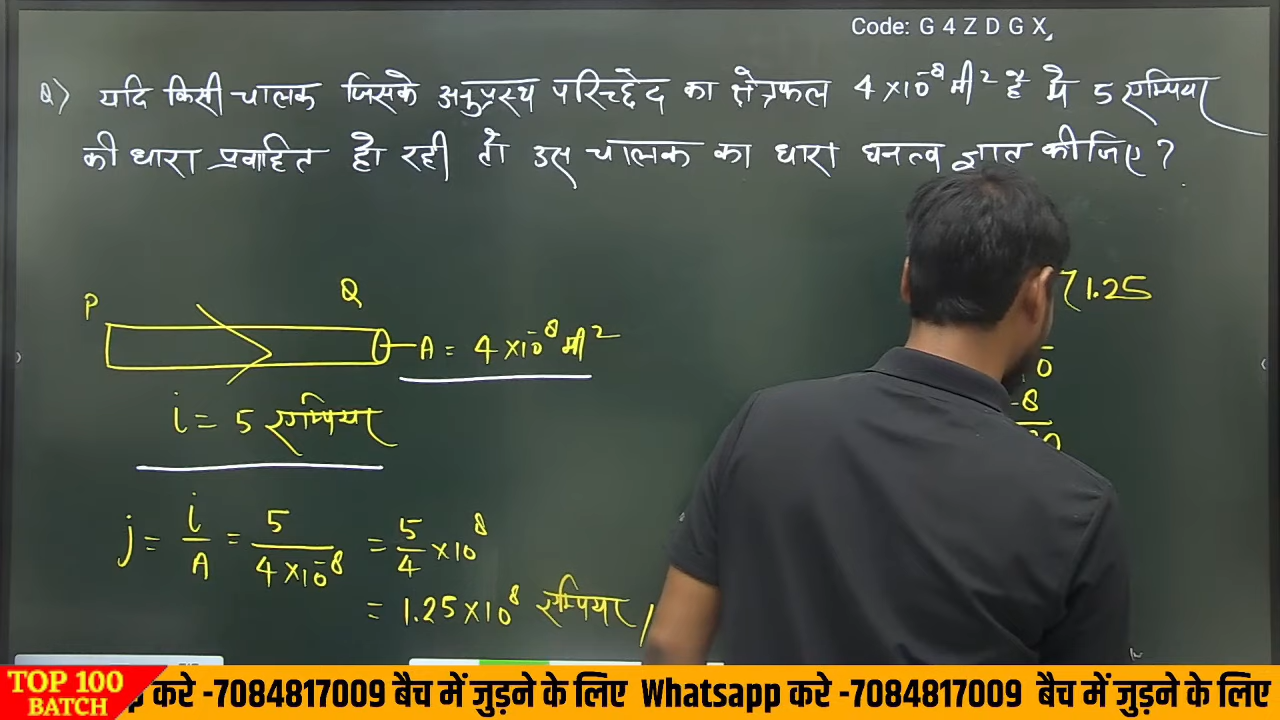 Code: G 4 Z D G X
Q) यदि किसी चालक जिसके अनुप्रस्थ परिच्छेद का क्षेत्रफल 4×10⁻⁸ मी² है मे 5 एम्पियर
की धारा प्रवाहित हो रही तो उस चालक का धारा घनत्व ज्ञात कीजिए ?
P
Q
A = 4×10⁻⁸ मी²
i = 5 एम्पियर
j = i/A = 5/(4×10⁻⁸) = 5/4 ×10⁸
= 1.25×10⁸ एम्पियर /
1.25
0
-8
TOP 100
BATCH
करे -7084817009 बैच में जुड़ने के लिए Whatsapp करे -7084817009 बैच में जुड़ने के लिए